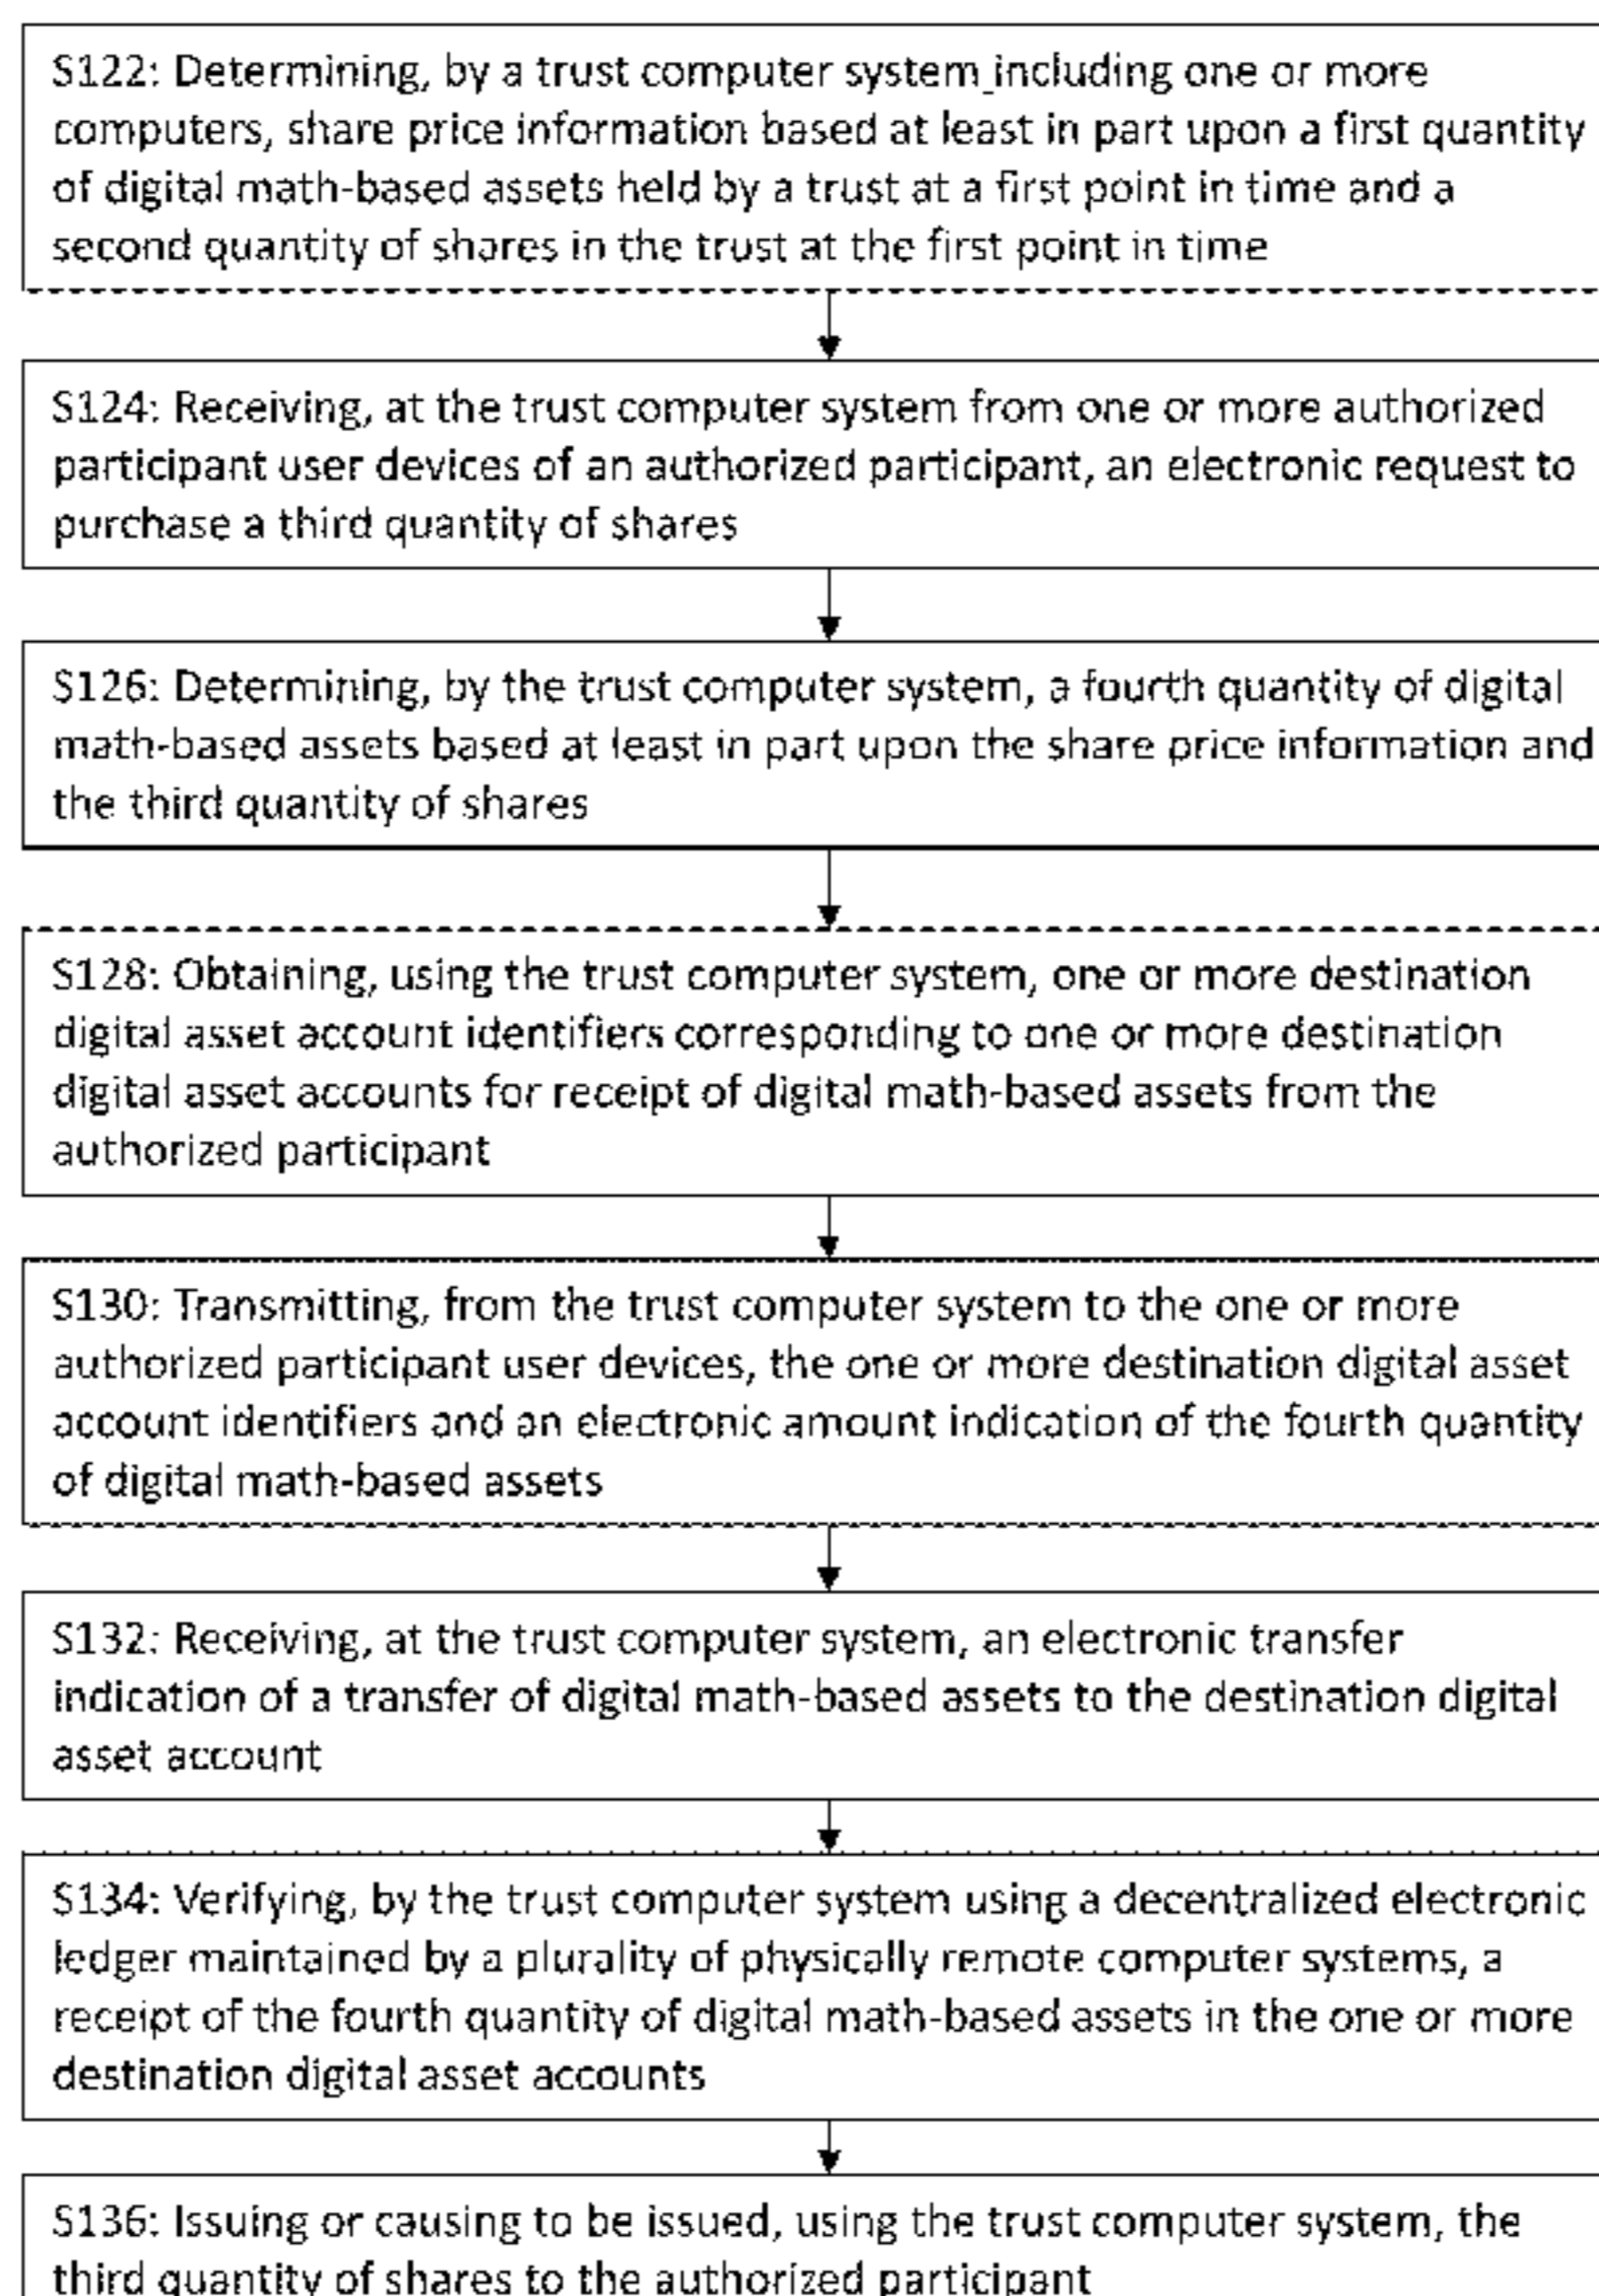 S122: Determining, by a trust computer system including one or more
computers, share price information based at least in part upon a first quantity
of digital math-based assets held by a trust at a first point in time and a
second quantity of shares in the trust at the first point in time
S124: Receiving, at the trust computer system from one or more authorized
participant user devices of an authorized participant, an electronic request to
purchase a third quantity of shares
S126: Determining, by the trust computer system, a fourth quantity of digital
math-based assets based at least in part upon the share price information and
the third quantity of shares
S128: Obtaining, using the trust computer system, one or more destination
digital asset account identifiers corresponding to one or more destination
digital asset accounts for receipt of digital math-based assets from the
authorized participant
S130: Transmitting, from the trust computer system to the one or more
authorized participant user devices, the one or more destination digital asset
account identifiers and an electronic amount indication of the fourth quantity
of digital math-based assets
S132: Receiving, at the trust computer system, an electronic transfer
indication of a transfer of digital math-based assets to the destination digital
asset account
S134: Verifying, by the trust computer system using a decentralized electronic
ledger maintained by a plurality of physically remote computer systems, a
receipt of the fourth quantity of digital math-based assets in the one or more
destination digital asset accounts
S136: Issuing or causing to be issued, using the trust computer system, the
third quantity of shares to the authorized participant